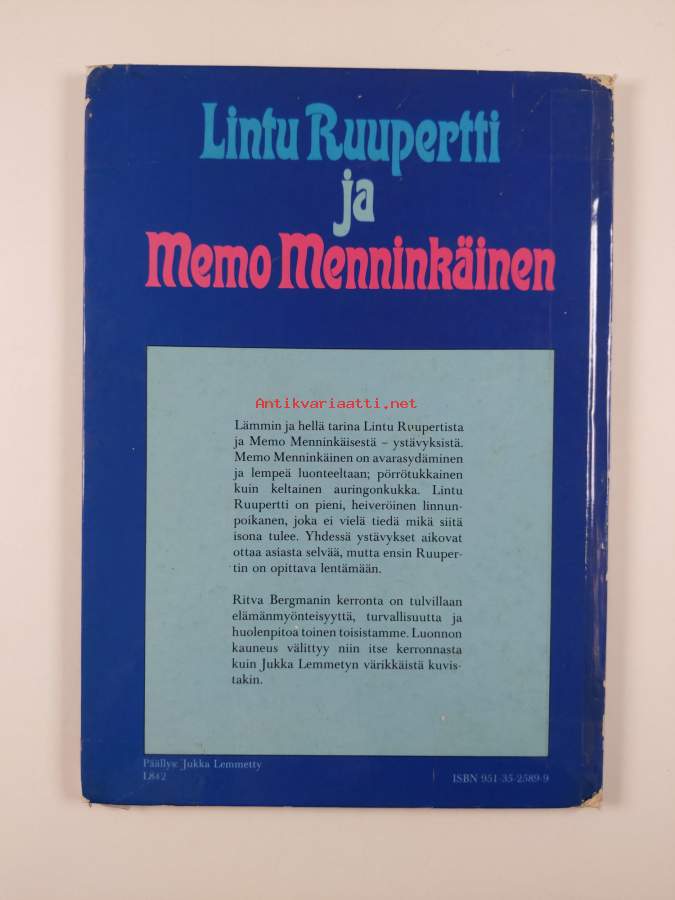 Lintu Ruupertti
ja
Memo Menninkäinen
Antikvariaatti.net
Lämmin ja hellä tarina Lintu Ruupertista
ja Memo Menninkäisestä – ystävyksistä.
Memo Menninkäinen on avarasydäminen
ja lempeä luonteeltaan; pörrötukkainen
kuin keltainen auringonkukka. Lintu
Ruupertti on pieni, heiveröinen linnun-
poikanen, joka ei vielä tiedä mikä siitä
isona tulee. Yhdessä ystävykset aikovat
ottaa asiasta selvää, mutta ensin Ruuper-
tin on opittava lentämään.
Ritva Bergmanin kerronta on tulvillaan
elämänmyönteisyyttä, turvallisuutta ja
huolenpitoa toinen toisistamme. Luonnon
kauneus välittyy niin itse kerronnasta
kuin Jukka Lemmetyn värikkäistä kuvis-
takin.
Päällys: Jukka Lemmetty
L84.2
ISBN 951-35-2589-9